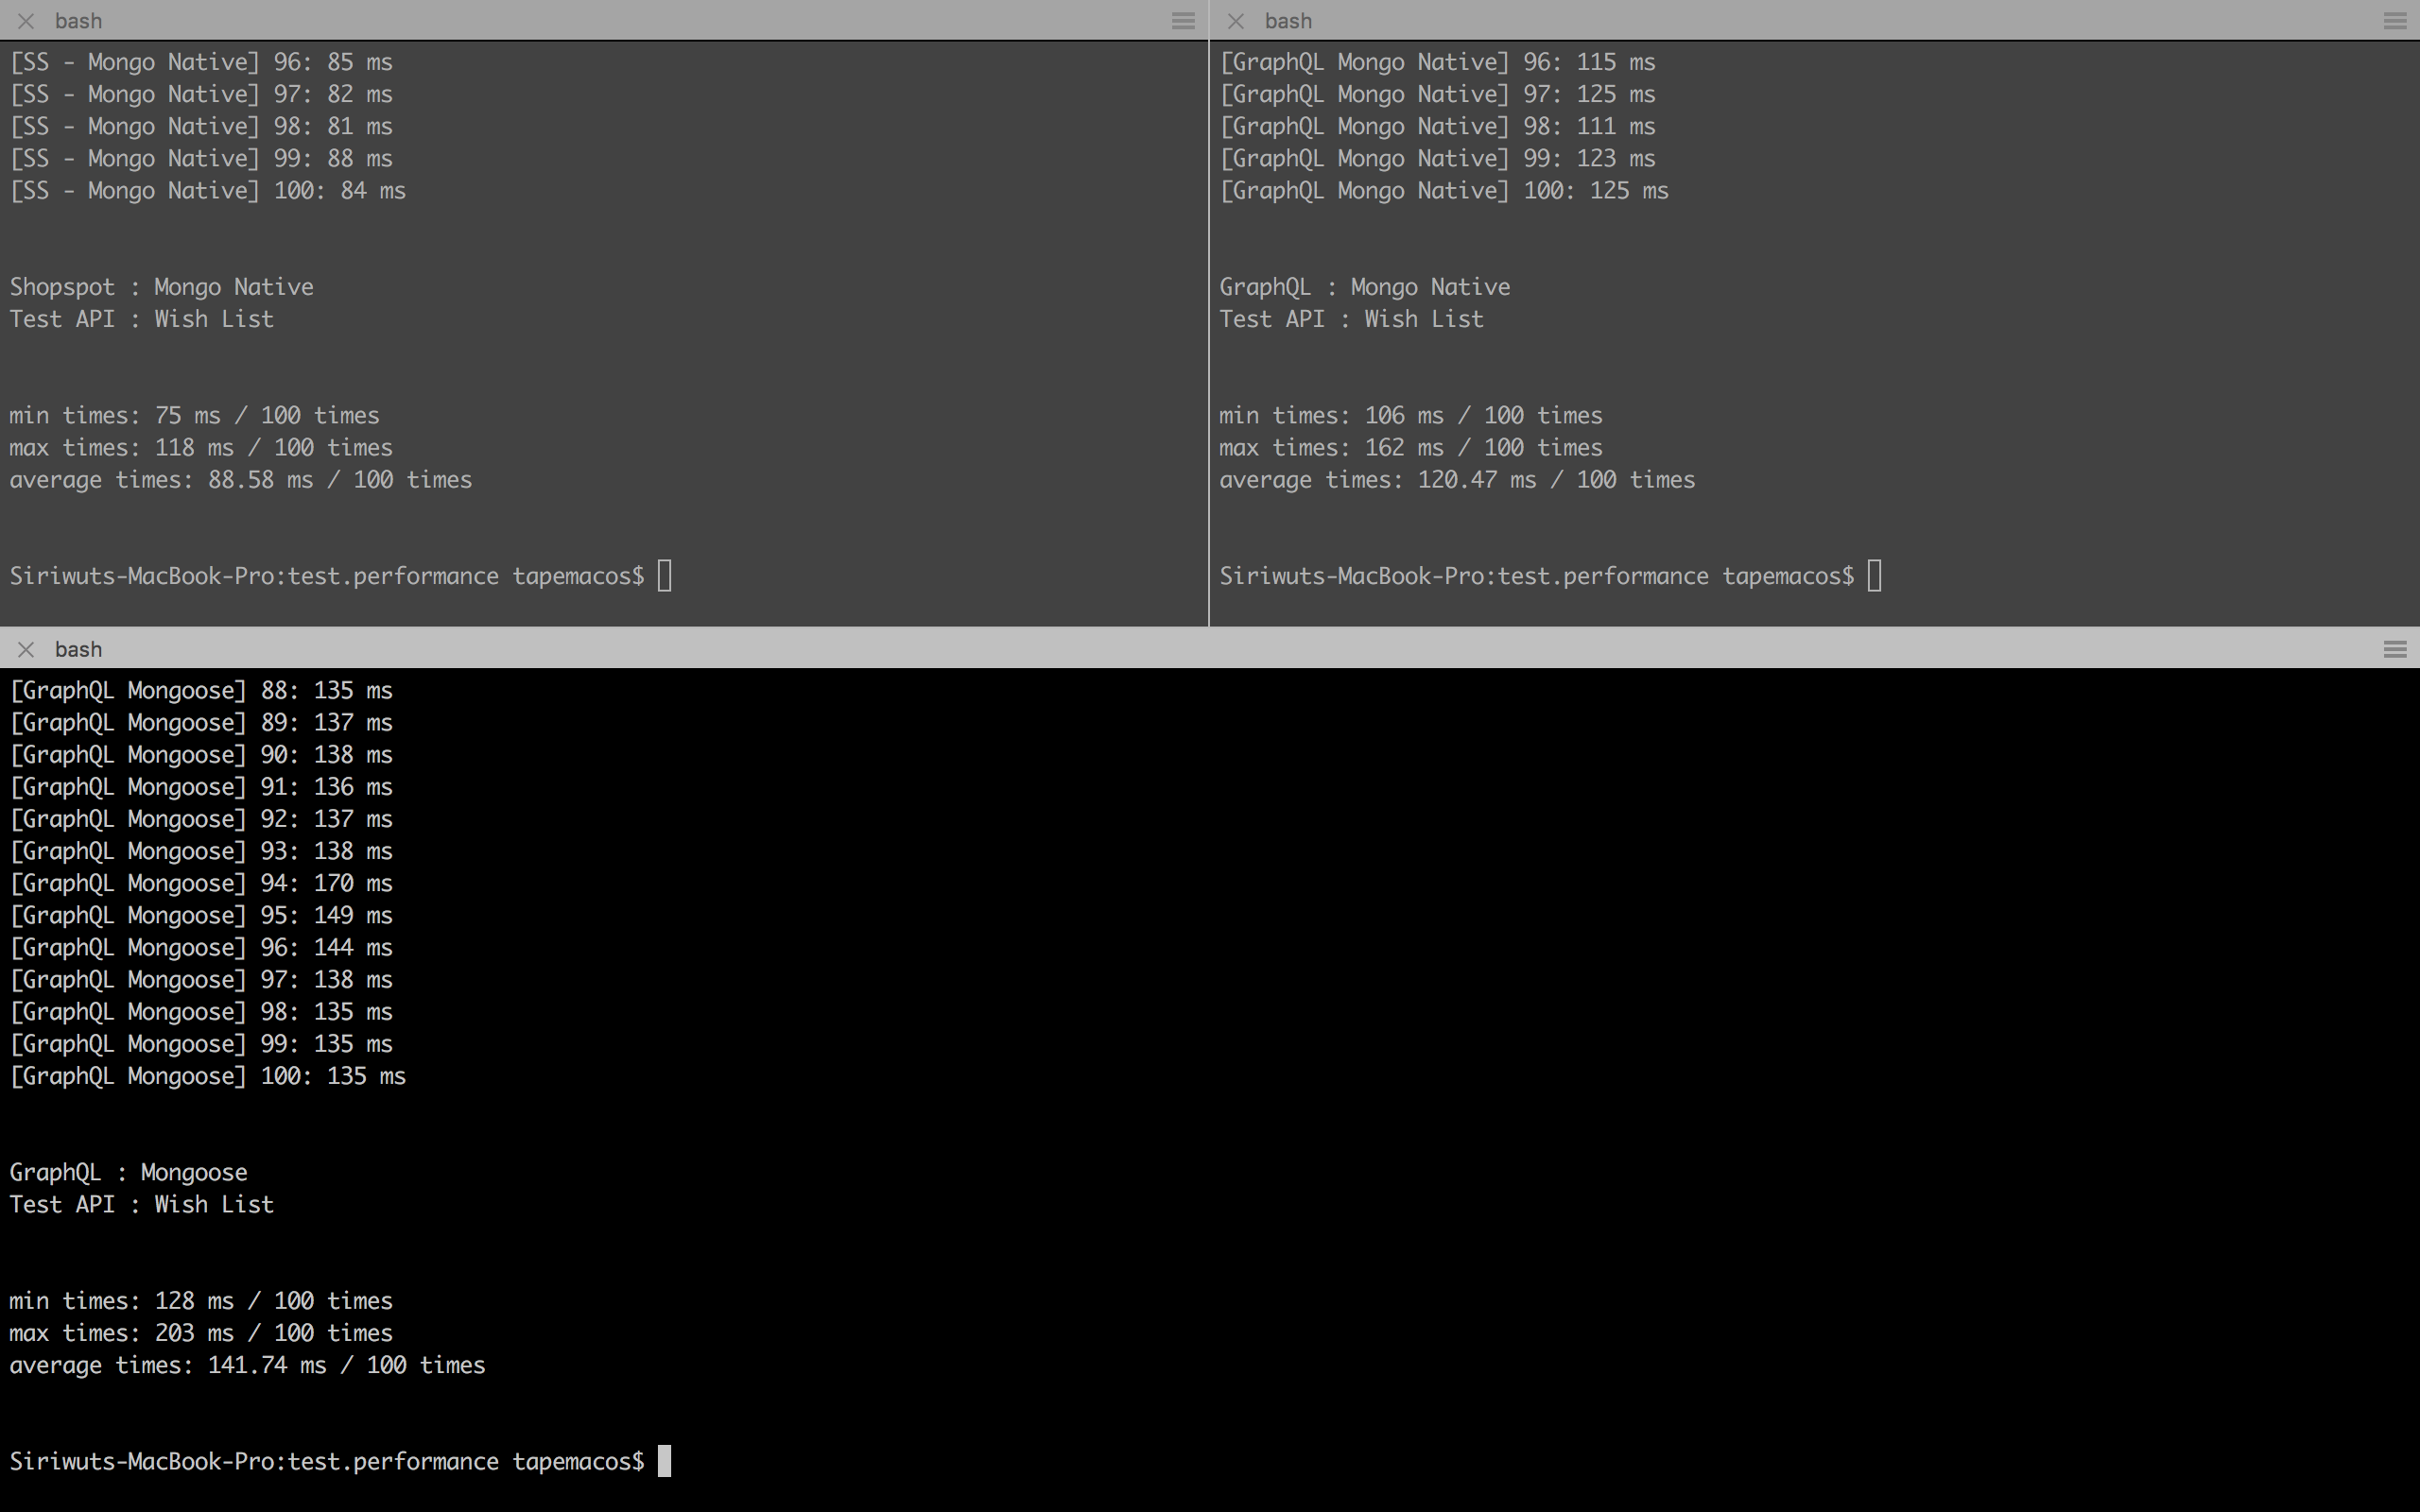 bash
[SS - Mongo Native] 96: 85 ms
[SS - Mongo Native] 97: 82 ms
[SS - Mongo Native] 98: 81 ms
[SS - Mongo Native] 99: 88 ms
[SS - Mongo Native] 100: 84 ms
Shopspot : Mongo Native
Test API : Wish List
min times: 75 ms / 100 times
max times: 118 ms / 100 times
average times: 88.58 ms / 100 times
Siriwuts-MacBook-Pro:test.performance tapemacos$
bash
[GraphQL Mongo Native] 96: 115 ms
[GraphQL Mongo Native] 97: 125 ms
[GraphQL Mongo Native] 98: 111 ms
[GraphQL Mongo Native] 99: 123 ms
[GraphQL Mongo Native] 100: 125 ms
GraphQL : Mongo Native
Test API : Wish List
min times: 106 ms / 100 times
max times: 162 ms / 100 times
average times: 120.47 ms / 100 times
Siriwuts-MacBook-Pro:test.performance tapemacos$
bash
[GraphQL Mongoose] 88: 135 ms
[GraphQL Mongoose] 89: 137 ms
[GraphQL Mongoose] 90: 138 ms
[GraphQL Mongoose] 91: 136 ms
[GraphQL Mongoose] 92: 137 ms
[GraphQL Mongoose] 93: 138 ms
[GraphQL Mongoose] 94: 170 ms
[GraphQL Mongoose] 95: 149 ms
[GraphQL Mongoose] 96: 144 ms
[GraphQL Mongoose] 97: 138 ms
[GraphQL Mongoose] 98: 135 ms
[GraphQL Mongoose] 99: 135 ms
[GraphQL Mongoose] 100: 135 ms
GraphQL : Mongoose
Test API : Wish List
min times: 128 ms / 100 times
max times: 203 ms / 100 times
average times: 141.74 ms / 100 times
Siriwuts-MacBook-Pro:test.performance tapemacos$